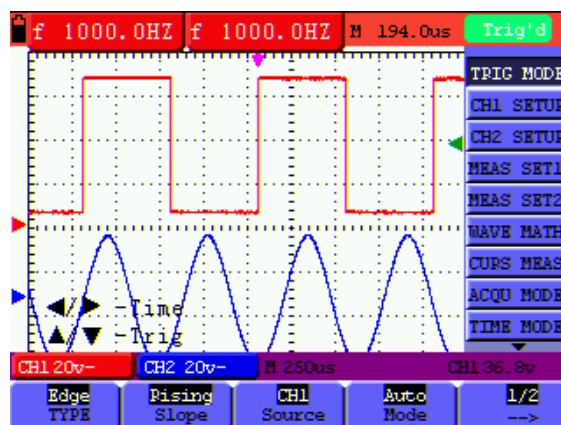 f 1000.0HZ f 1000.0HZ M 194.0us Trig'd
TRIG MODE
CH1 SETUP
CH2 SETUP
MEAS SET1
MEAS SET2
WAVE MATH
CURS MEAS
ACQU MODE
TIME MODE
◀/▶ -Time
▲/▼ -Trig
CH1 20v- CH2 20v- M 250us CH1 36.8v
Edge Rising CH1 Auto 1/2
TYPE Slope Source Mode -->